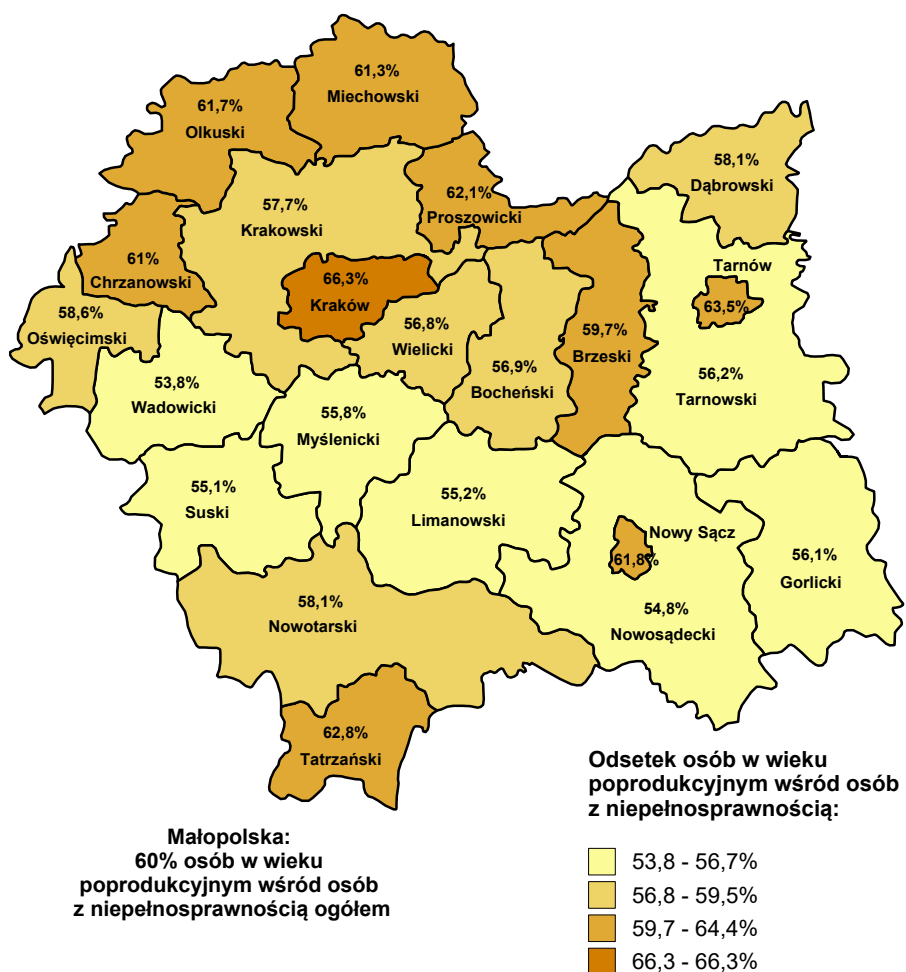 61,3%
Miechowski
61,7%
Olkuski
58,1%
Dąbrowski
62,1%
Proszowicki
57,7%
Krakowski
61%
Chrzanowski
66,3%
Kraków
Tarnów
63,5%
58,6%
Oświęcimski
56,8%
Wielicki
59,7%
Brzeski
56,9%
Bocheński
56,2%
Tarnowski
53,8%
Wadowicki
55,8%
Myślenicki
55,1%
Suski
55,2%
Limanowski
Nowy Sącz
61,8%
56,1%
Gorlicki
58,1%
Nowotarski
54,8%
Nowosądecki
62,8%
Tatrzański
Małopolska:
60% osób w wieku
poprodukcyjnym wśród osób
z niepełnosprawnością ogółem
Odsetek osób w wieku
poprodukcyjnym wśród osób
z niepełnosprawnością:
53,8 - 56,7%
56,8 - 59,5%
59,7 - 64,4%
66,3 - 66,3%